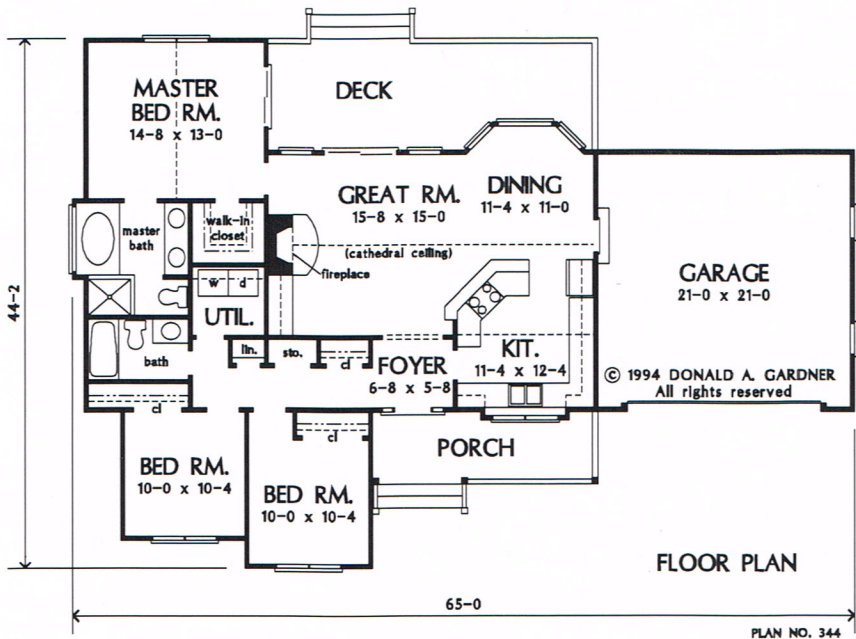 DECK
MASTER
BED RM.
14-8 x 13-0
GREAT RM.
15-8 x 15-0
DINING
11-4 x 11-0
master
bath
walk-in
closet
(cathedral ceiling)
fireplace
GARAGE
21-0 x 21-0
44-2
w d
UTIL.
bath
lin.
sto.
cl
FOYER
6-8 x 5-8
KIT.
11-4 x 12-4
© 1994 DONALD A. GARDNER
All rights reserved
cl
cl
PORCH
BED RM.
10-0 x 10-4
BED RM.
10-0 x 10-4
FLOOR PLAN
65-0
PLAN NO. 344